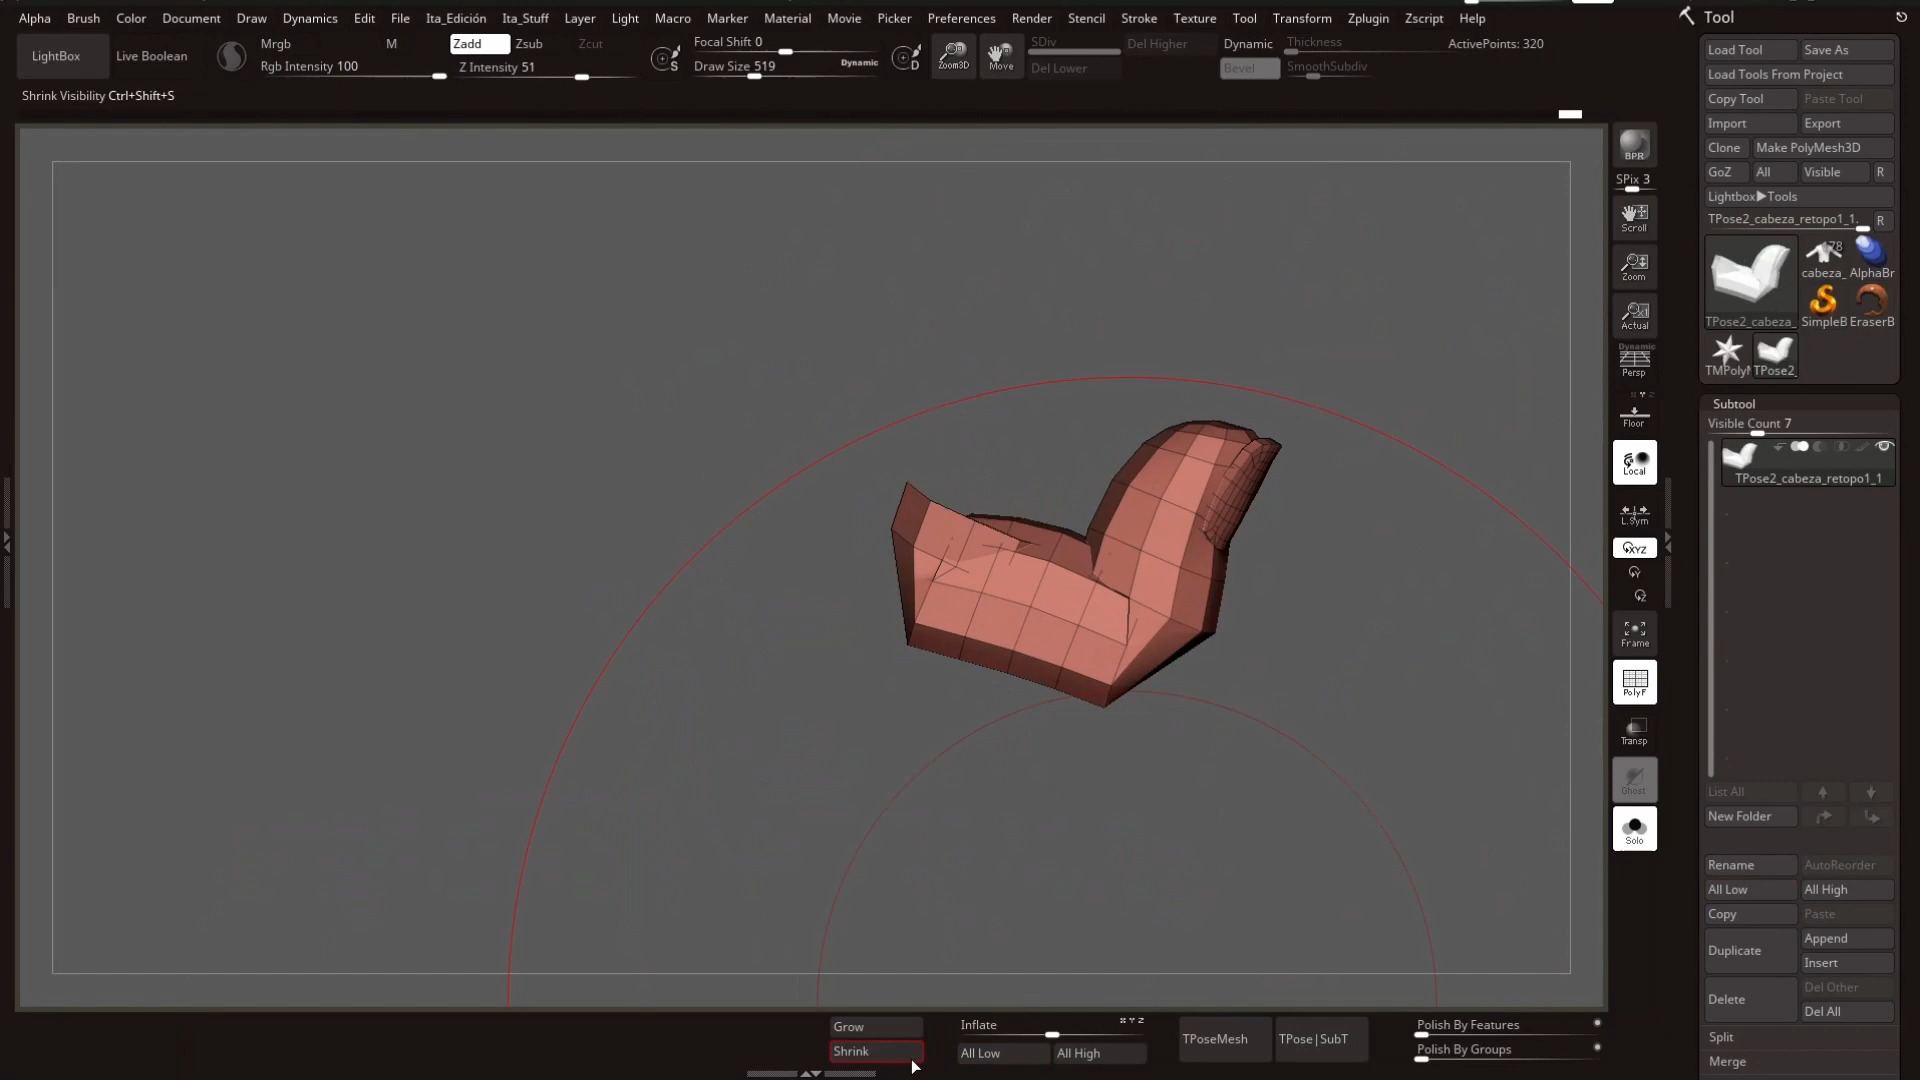 Alpha Brush Color Document Draw Dynamics Edit File Ita_Edición Ita_Stuff Layer Light Macro Marker Material Movie Picker Preferences Render Stencil Stroke Texture Tool Transform Zplugin Zscript Help
Tool
LightBox
Live Boolean
Mrgb
M
Zadd
Zsub
Zcut
Rgb Intensity 100
Z Intensity 51
S
Focal Shift 0
Draw Size 519
Dynamic
D
Zoom3D
Move
SDiv
Del Lower
Del Higher
Dynamic
Bevel
Thickness
SmoothSubdiv
ActivePoints: 320
Shrink Visibility Ctrl+Shift+S
Load Tool
Save As
Load Tools From Project
Copy Tool
Paste Tool
Import
Export
Clone
Make PolyMesh3D
GoZ
All
Visible
R
Lightbox▶Tools
TPose2_cabeza_retopo1_1.
R
178
TPose2_cabeza_
cabeza_
AlphaBr
SimpleB
EraserB
TMPolyM
TPose2_
BPR
SPix 3
Scroll
Zoom
Actual
Dynamic
Persp
Floor
Local
L.Sym
XYZ
Y
Z
Frame
PolyF
Transp
Ghost
Solo
Subtool
Visible Count 7
TPose2_cabeza_retopo1_1
List All
New Folder
Rename
AutoReorder
All Low
All High
Copy
Paste
Duplicate
Append
Insert
Delete
Del Other
Del All
Split
Merge
Grow
Shrink
Inflate
X Y Z
All Low
All High
TPoseMesh
TPose|SubT
Polish By Features
Polish By Groups